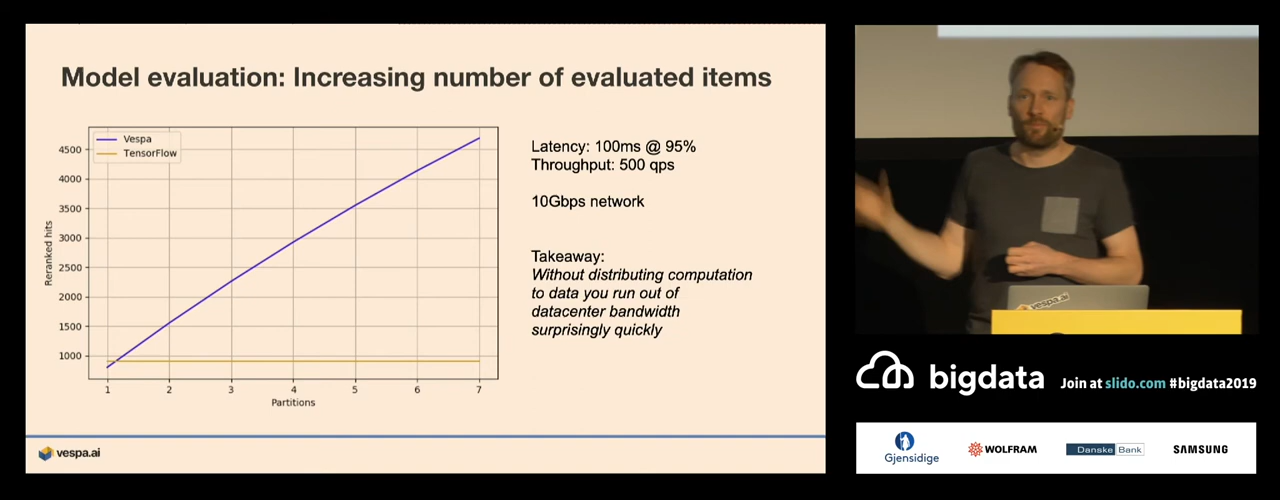 Model evaluation: Increasing number of evaluated items
Vespa
TensorFlow
4500
4000
3500
3000
2500
2000
1500
1000
Reranked hits
1 2 3 4 5 6 7
Partitions
Latency: 100ms @ 95%
Throughput: 500 qps
10Gbps network
Takeaway:
Without distributing computation
to data you run out of
datacenter bandwidth
surprisingly quickly
vespa.ai
vespa.ai
bigdata
Join at slido.com #bigdata2019
Gjensidige
WOLFRAM
Danske Bank
SAMSUNG